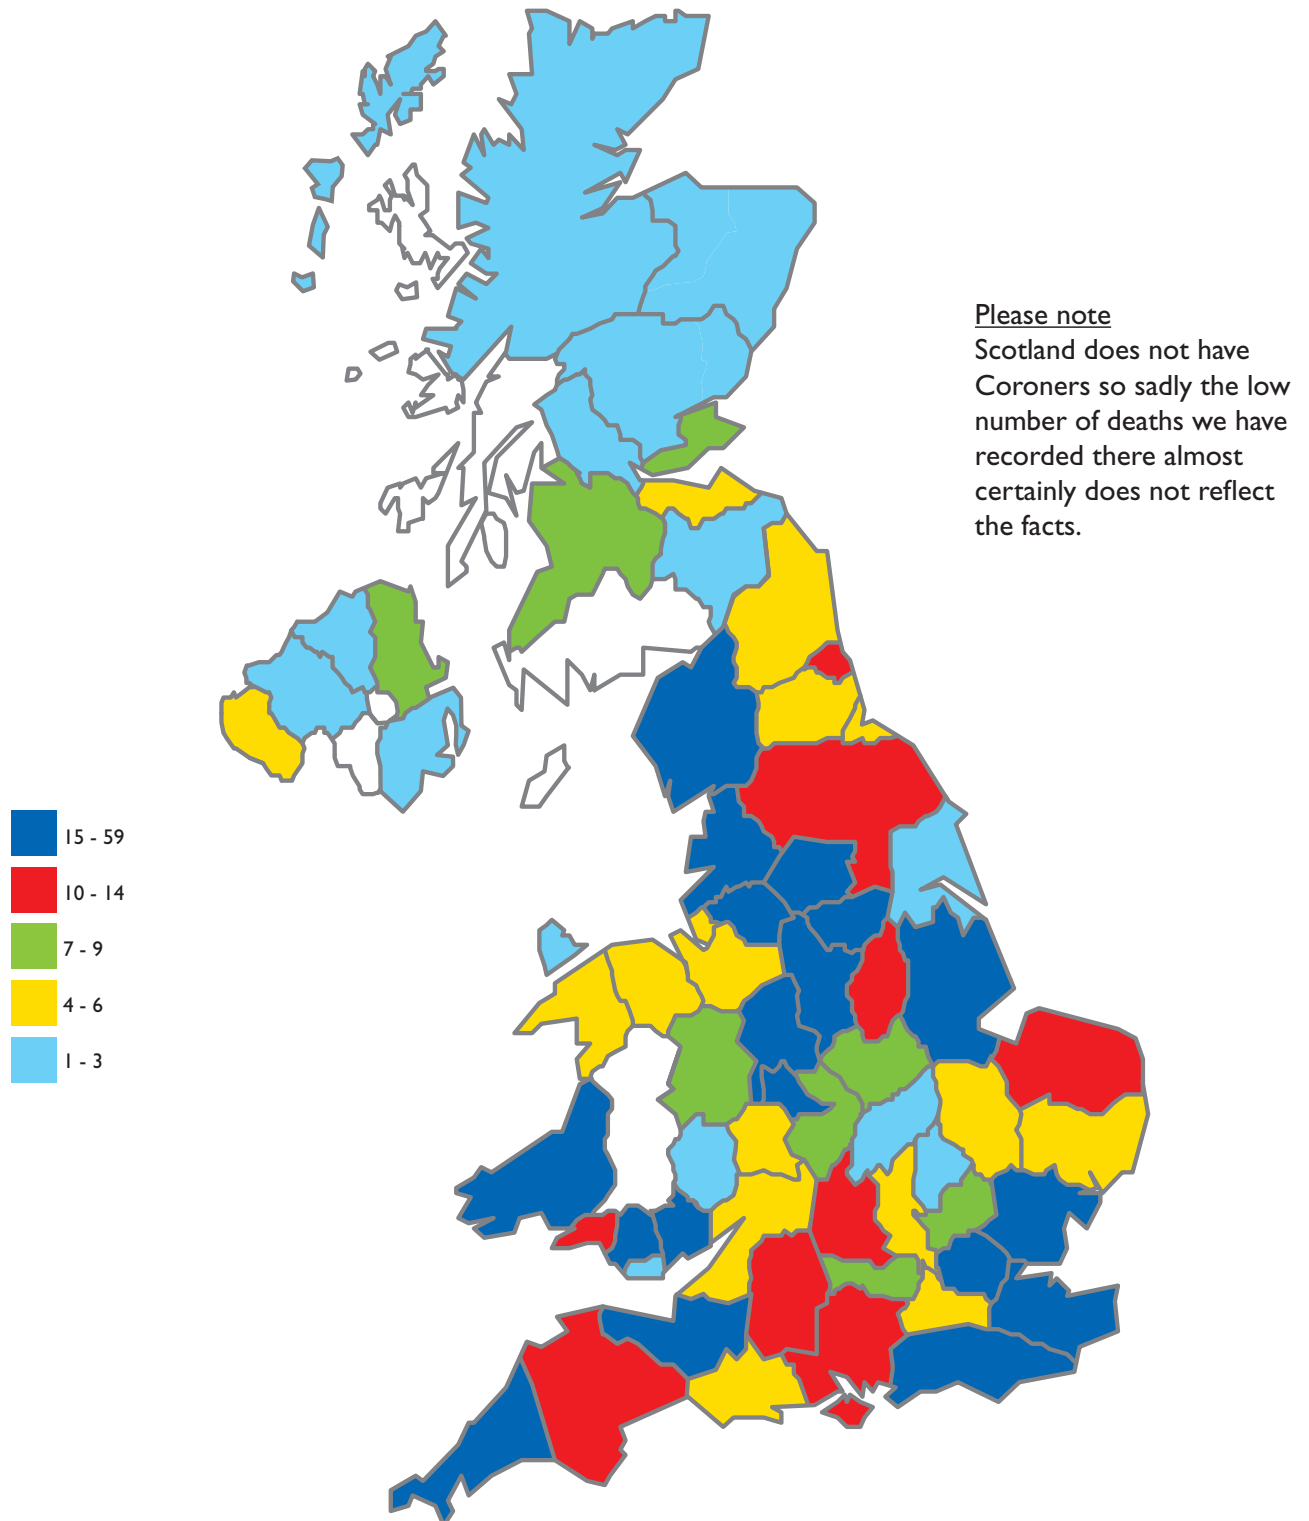 Please note
Scotland does not have
Coroners so sadly the low
number of deaths we have
recorded there almost
certainly does not reflect
the facts.
15 - 59
10 - 14
7 - 9
4 - 6
1 - 3